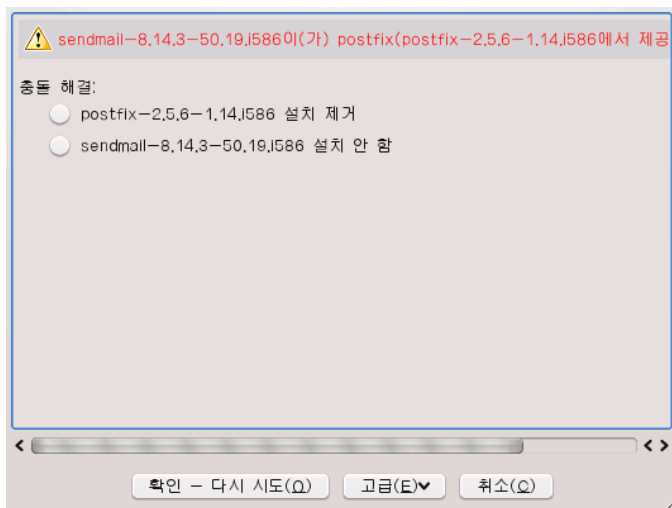 sendmail-8.14.3-50.19.i586이(가) postfix(postfix-2.5.6-1.14.i586에서 제공
충돌 해결:
postfix-2.5.6-1.14.i586 설치 제거
sendmail-8.14.3-50.19.i586 설치 안 함
확인 - 다시 시도(O) 고급(E) 취소(C)